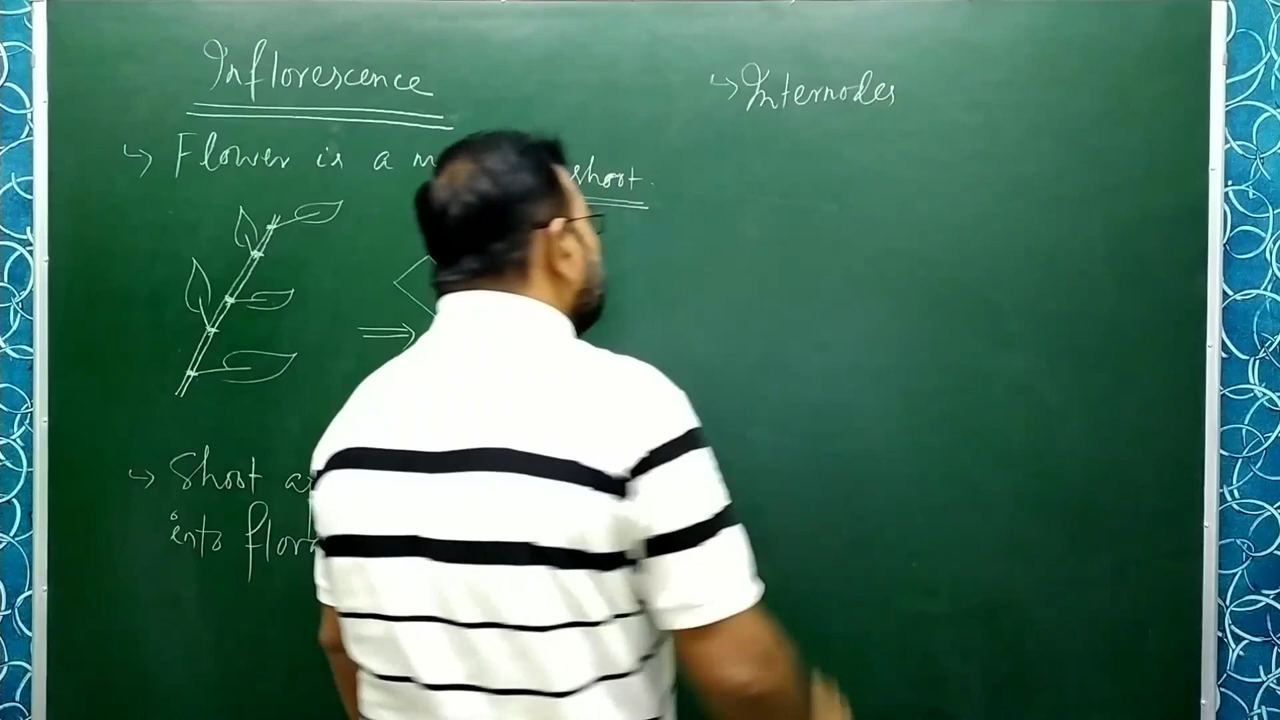 Inflorescence
↳ Flower is a m shoot.
↳ Shoot a
into flor
↳ Internodes